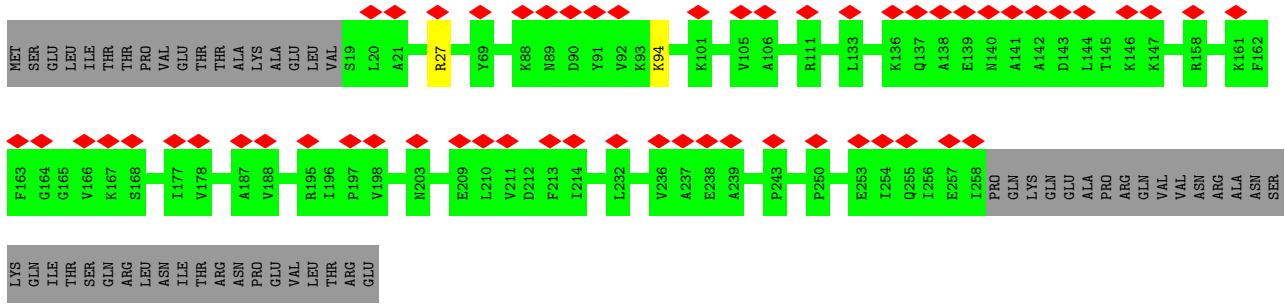 MET SER GLU LEU ILE THR THR PRO VAL GLU THR THR ALA LYS ALA GLU LEU VAL S19 L20 A21 R27 Y69 K88 N89 D90 Y91 V92 K93 K94 K101 V105 A106 R111 L133 K136 Q137 A138 E139 N140 A141 A142 D143 L144 T145 K146 K147 R158 K161 F162
F163 G164 G165 V166 K167 S168 I177 V178 A187 V188 R195 I196 P197 V198 N203 E209 L210 V211 D212 F213 I214 L232 V236 A237 E238 A239 P243 P250 E253 I254 Q255 I256 E257 I258 PRO GLN LYS GLN GLU ALA PRO ARG GLN VAL VAL ASN ARG ALA ASN SER
LYS GLN ILE THR SER GLN ARG LEU ASN ILE THR ARG ASN PRO GLU VAL LEU THR ARG GLU